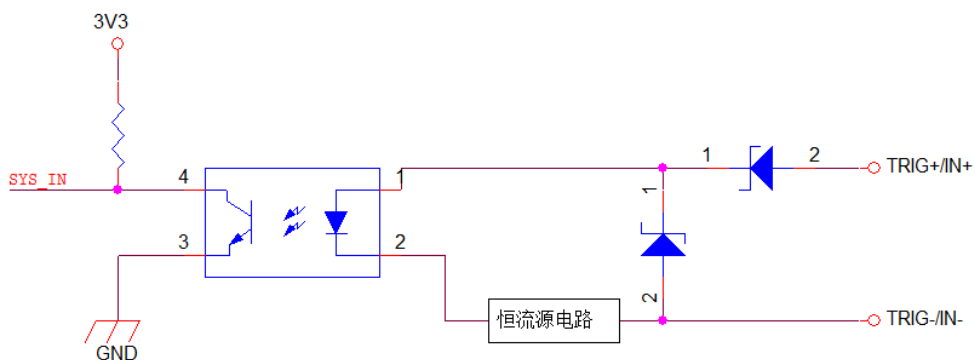 3V3
SYS_IN
4
3
1
2
1
2
TRIG+/IN+
1
2
恒流源电路
TRIG-/IN-
GND